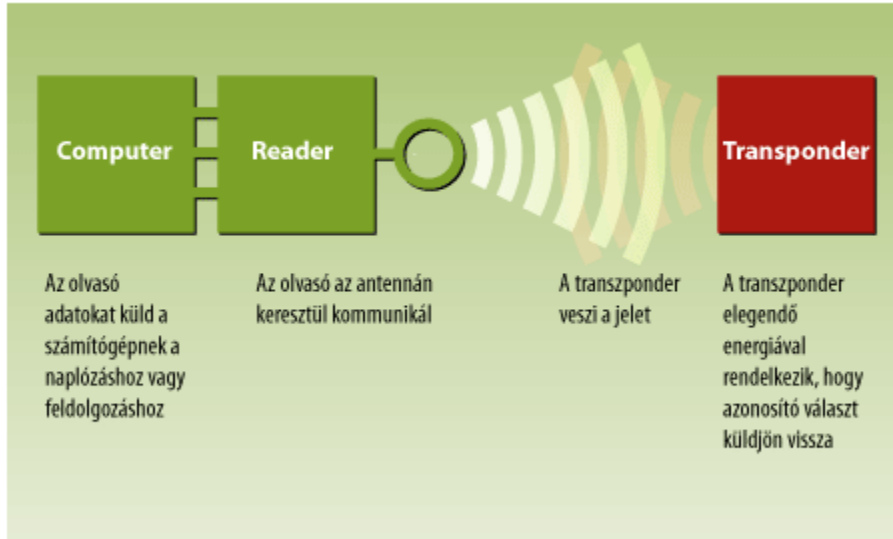 Computer
Reader
Transponder
Az olvasó
adatokat küld a
számítógépnek a
naplózáshoz vagy
feldolgozáshoz
Az olvasó az antennán
keresztül kommunikál
A transzponder
veszi a jelet
A transzponder
elegendő
energiával
rendelkezik, hogy
azonosító választ
küldjön vissza